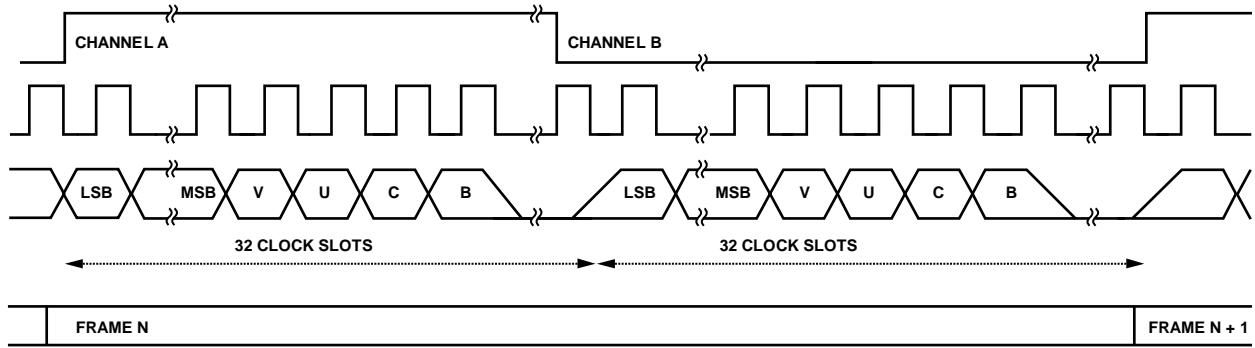 CHANNEL A CHANNEL B
LSB MSB V U C B LSB MSB V U C B
32 CLOCK SLOTS 32 CLOCK SLOTS
FRAME N FRAME N + 1